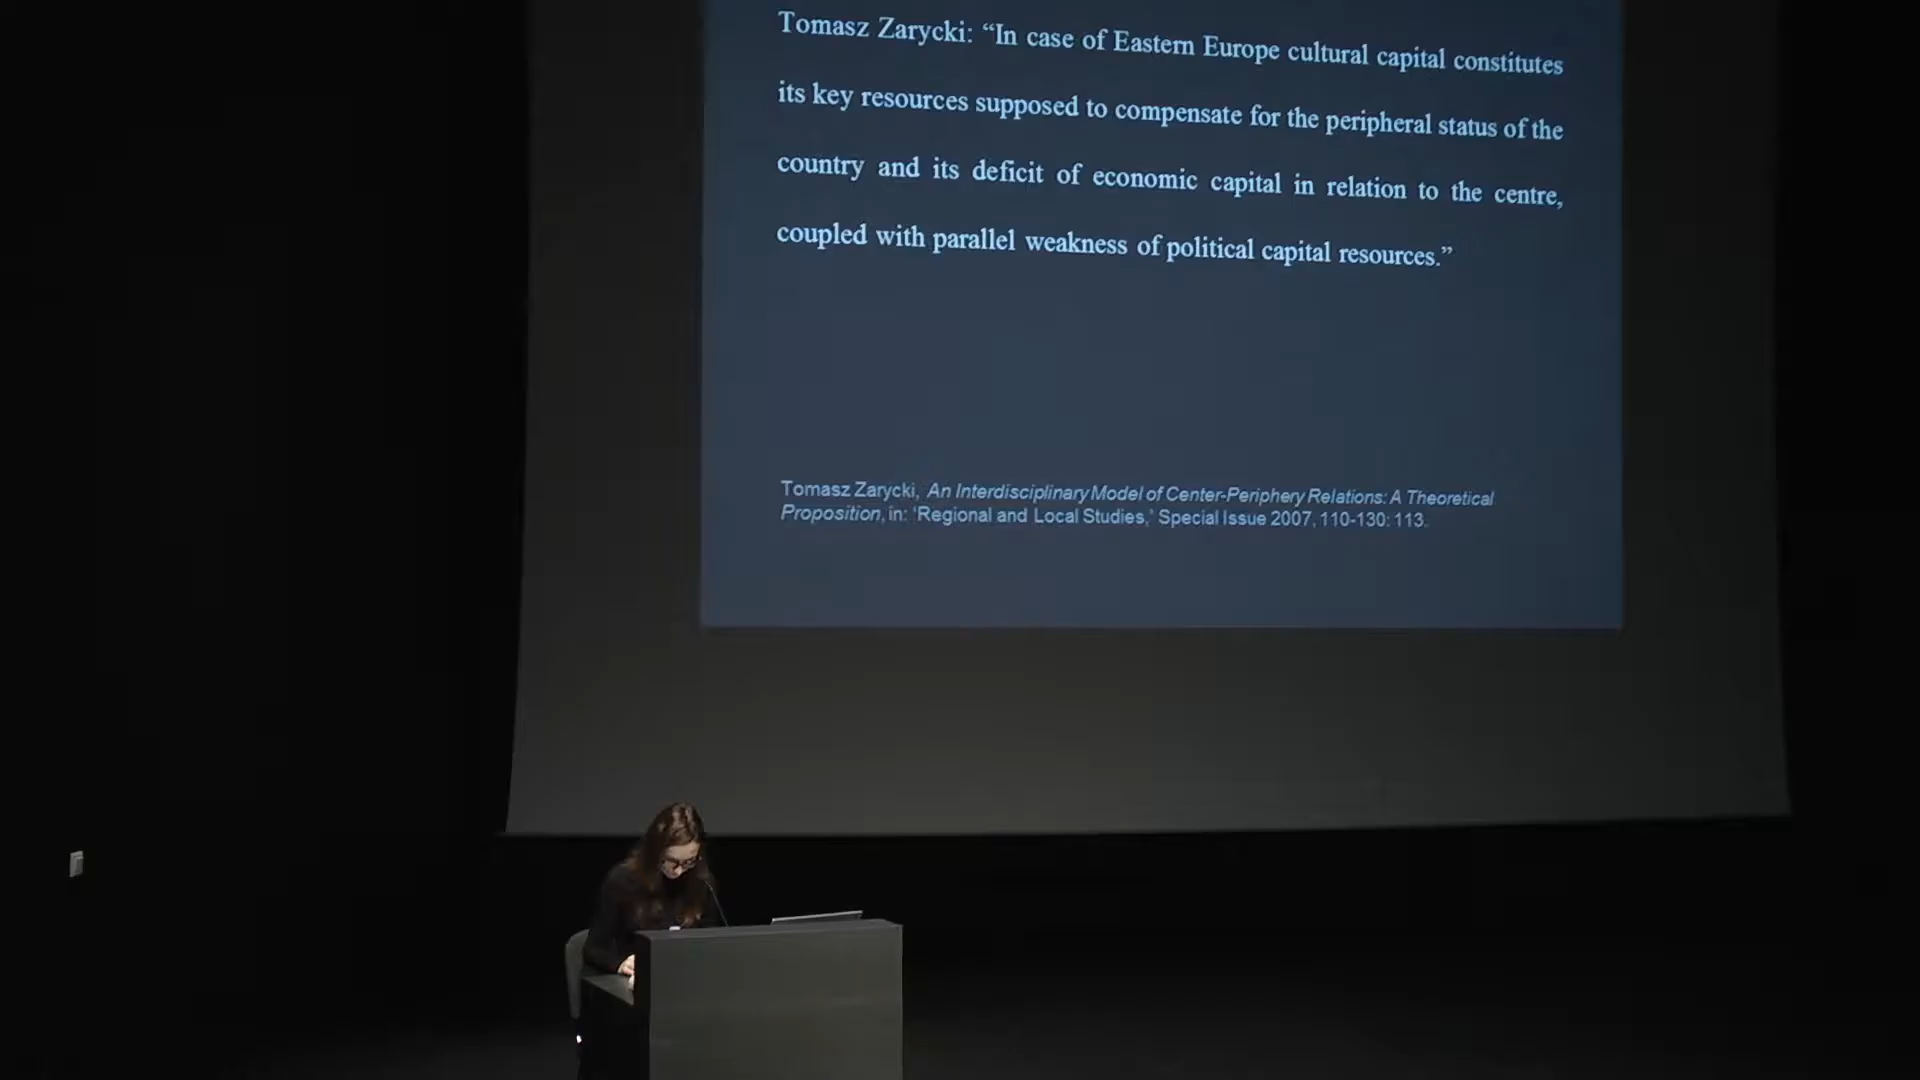 Tomasz Zarycki: “In case of Eastern Europe cultural capital constitutes
its key resources supposed to compensate for the peripheral status of the
country and its deficit of economic capital in relation to the centre,
coupled with parallel weakness of political capital resources.”
Tomasz Zarycki, An Interdisciplinary Model of Center-Periphery Relations: A Theoretical
Proposition, in: ‘Regional and Local Studies,’ Special Issue 2007, 110-130: 113.